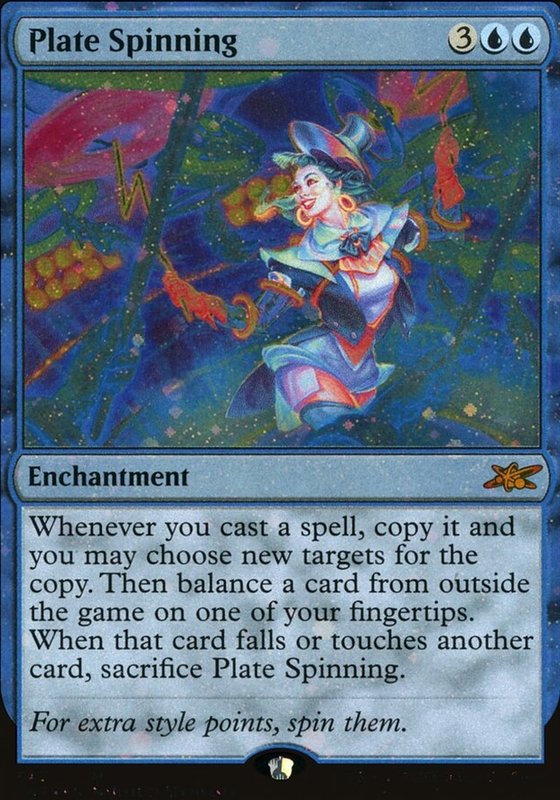 Plate Spinning 3
Enchantment
Whenever you cast a spell, copy it and
you may choose new targets for the
copy. Then balance a card from outside
the game on one of your fingertips.
When that card falls or touches another
card, sacrifice Plate Spinning.
For extra style points, spin them.